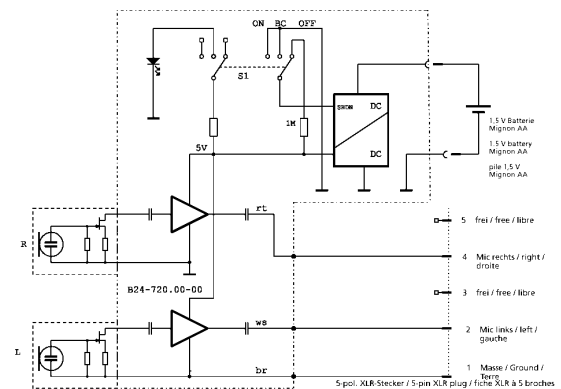 ON BC OFF
S1
SHDN DC
1M
5V
DC
1,5 V Batterie
Mignon AA
1.5 V battery
Mignon AA
pile 1,5 V
Mignon AA
rt
R
5 frei / free / libre
4 Mic rechts / right /
droite
B24-720.00-00
3 frei / free / libre
ws
2 Mic links / left /
gauche
L
br
1 Masse / Ground /
Terre
5-pol. XLR-Stecker / 5-pin XLR plug / fiche XLR à 5 broches